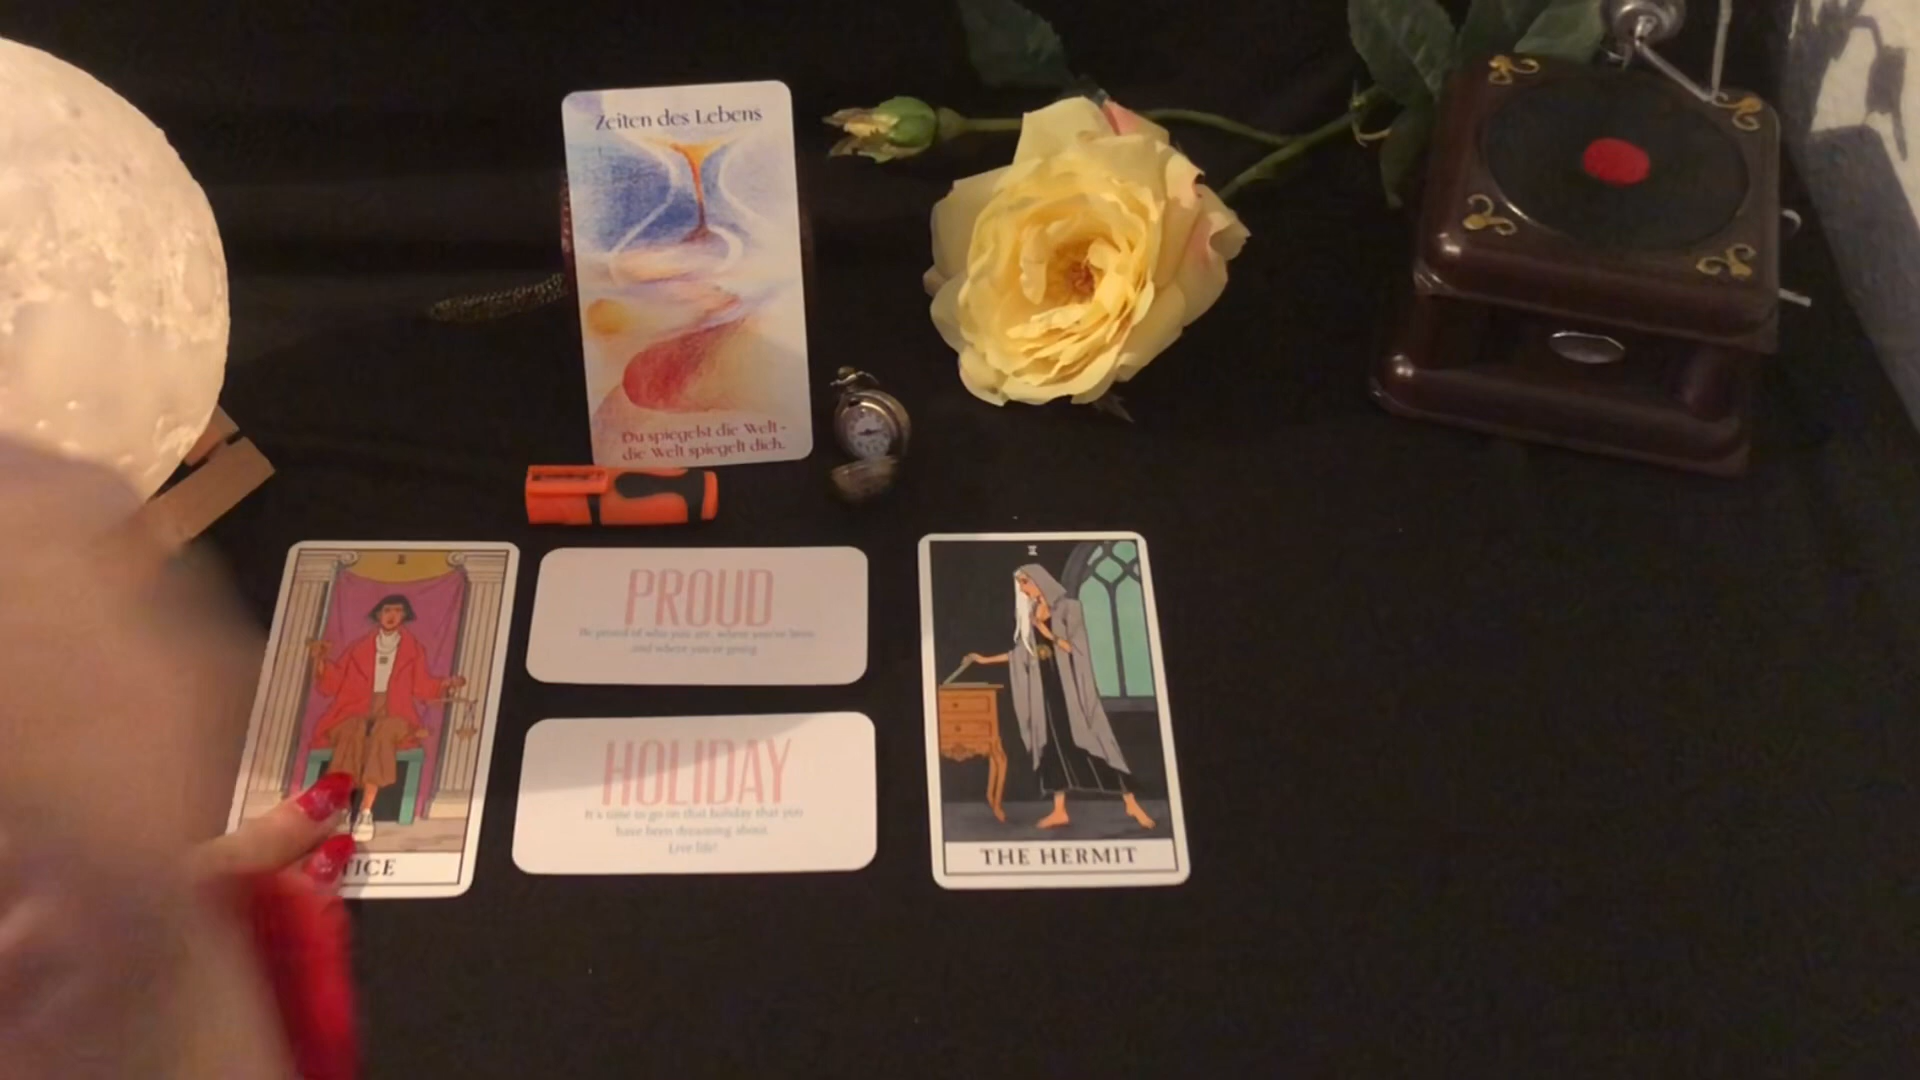 Zeiten des Lebens
Du spiegelst die Welt -
die Welt spiegelt dich.
PROUD
Be proud of who you are, where you've been
and where you're going
HOLIDAY
It's time to go on that holiday that you
have been dreaming about.
Live life!
TICE
THE HERMIT